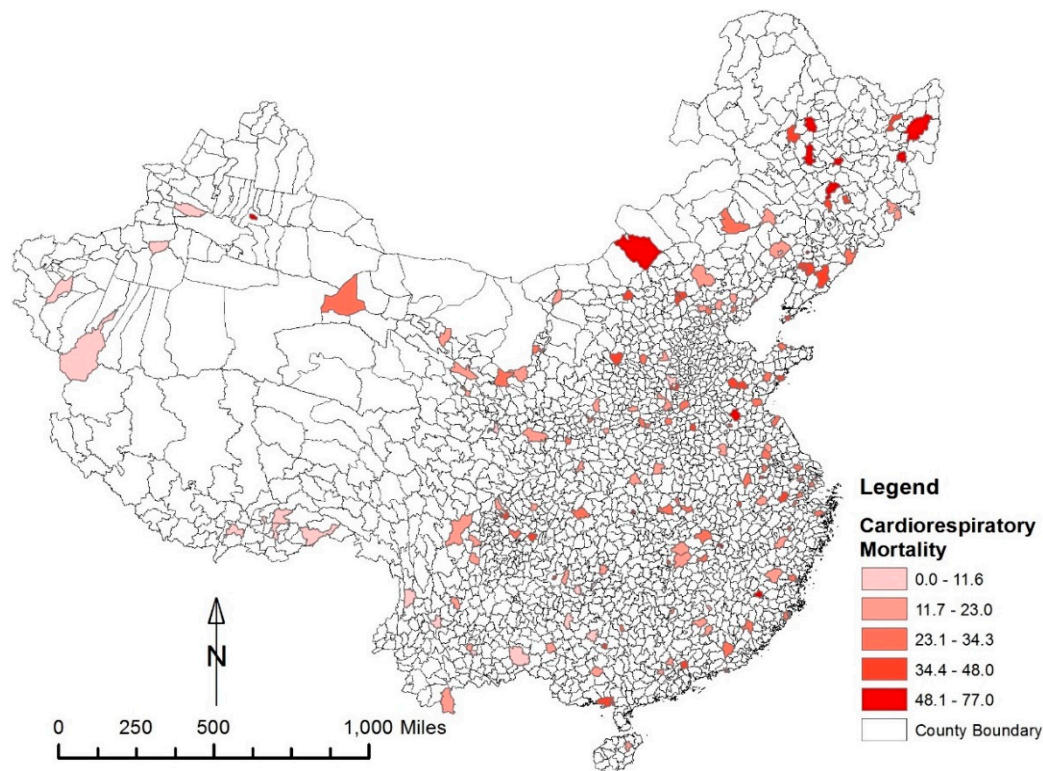 Legend
Cardiorespiratory
Mortality
0.0 - 11.6
11.7 - 23.0
23.1 - 34.3
34.4 - 48.0
48.1 - 77.0
County Boundary
N
0 250 500 1,000 Miles